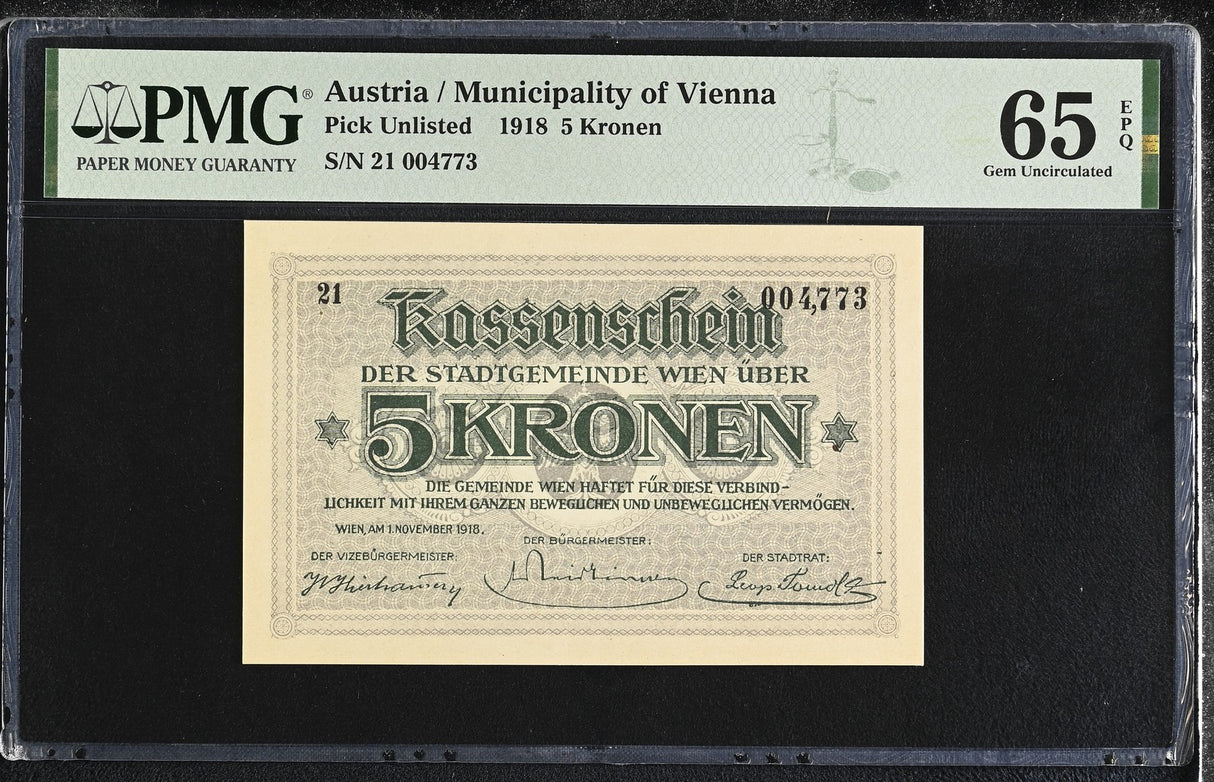 PMG®
PAPER MONEY GUARANTY
Austria / Municipality of Vienna
Pick Unlisted 1918 5 Kronen
S/N 21 004773
65
EPQ
Gem Uncirculated
21
004,773
Kassenschein
DER STADTGEMEINDE WIEN ÜBER
5 KRONEN
DIE GEMEINDE WIEN HAFTET FÜR DIESE VERBIND-
LICHKEIT MIT IHREM GANZEN BEWEGLICHEN UND UNBEWEGLICHEN VERMÖGEN.
WIEN, AM 1. NOVEMBER 1918.
DER BÜRGERMEISTER:
DER VIZEBÜRGERMEISTER:
DER STADTRAT: